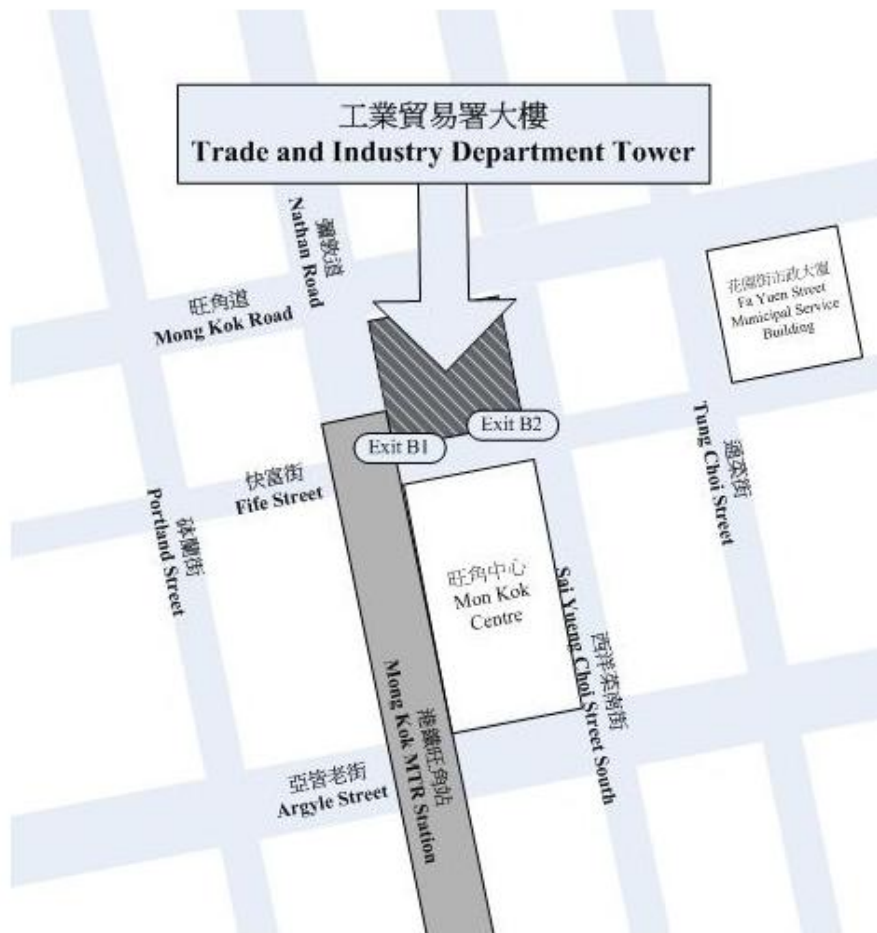 工業貿易署大樓
Trade and Industry Department Tower
彌敦道
Nathan Road
旺角道
Mong Kok Road
花園街市政大廈
Fa Yuen Street
Municipal Service
Building
Exit B1
Exit B2
快富街
Fife Street
砵蘭街
Portland Street
通菜街
Tung Choi Street
旺角中心
Mon Kok
Centre
西洋菜南街
Sai Yueng Choi Street South
港鐵旺角站
Mong Kok MTR Station
亞皆老街
Argyle Street